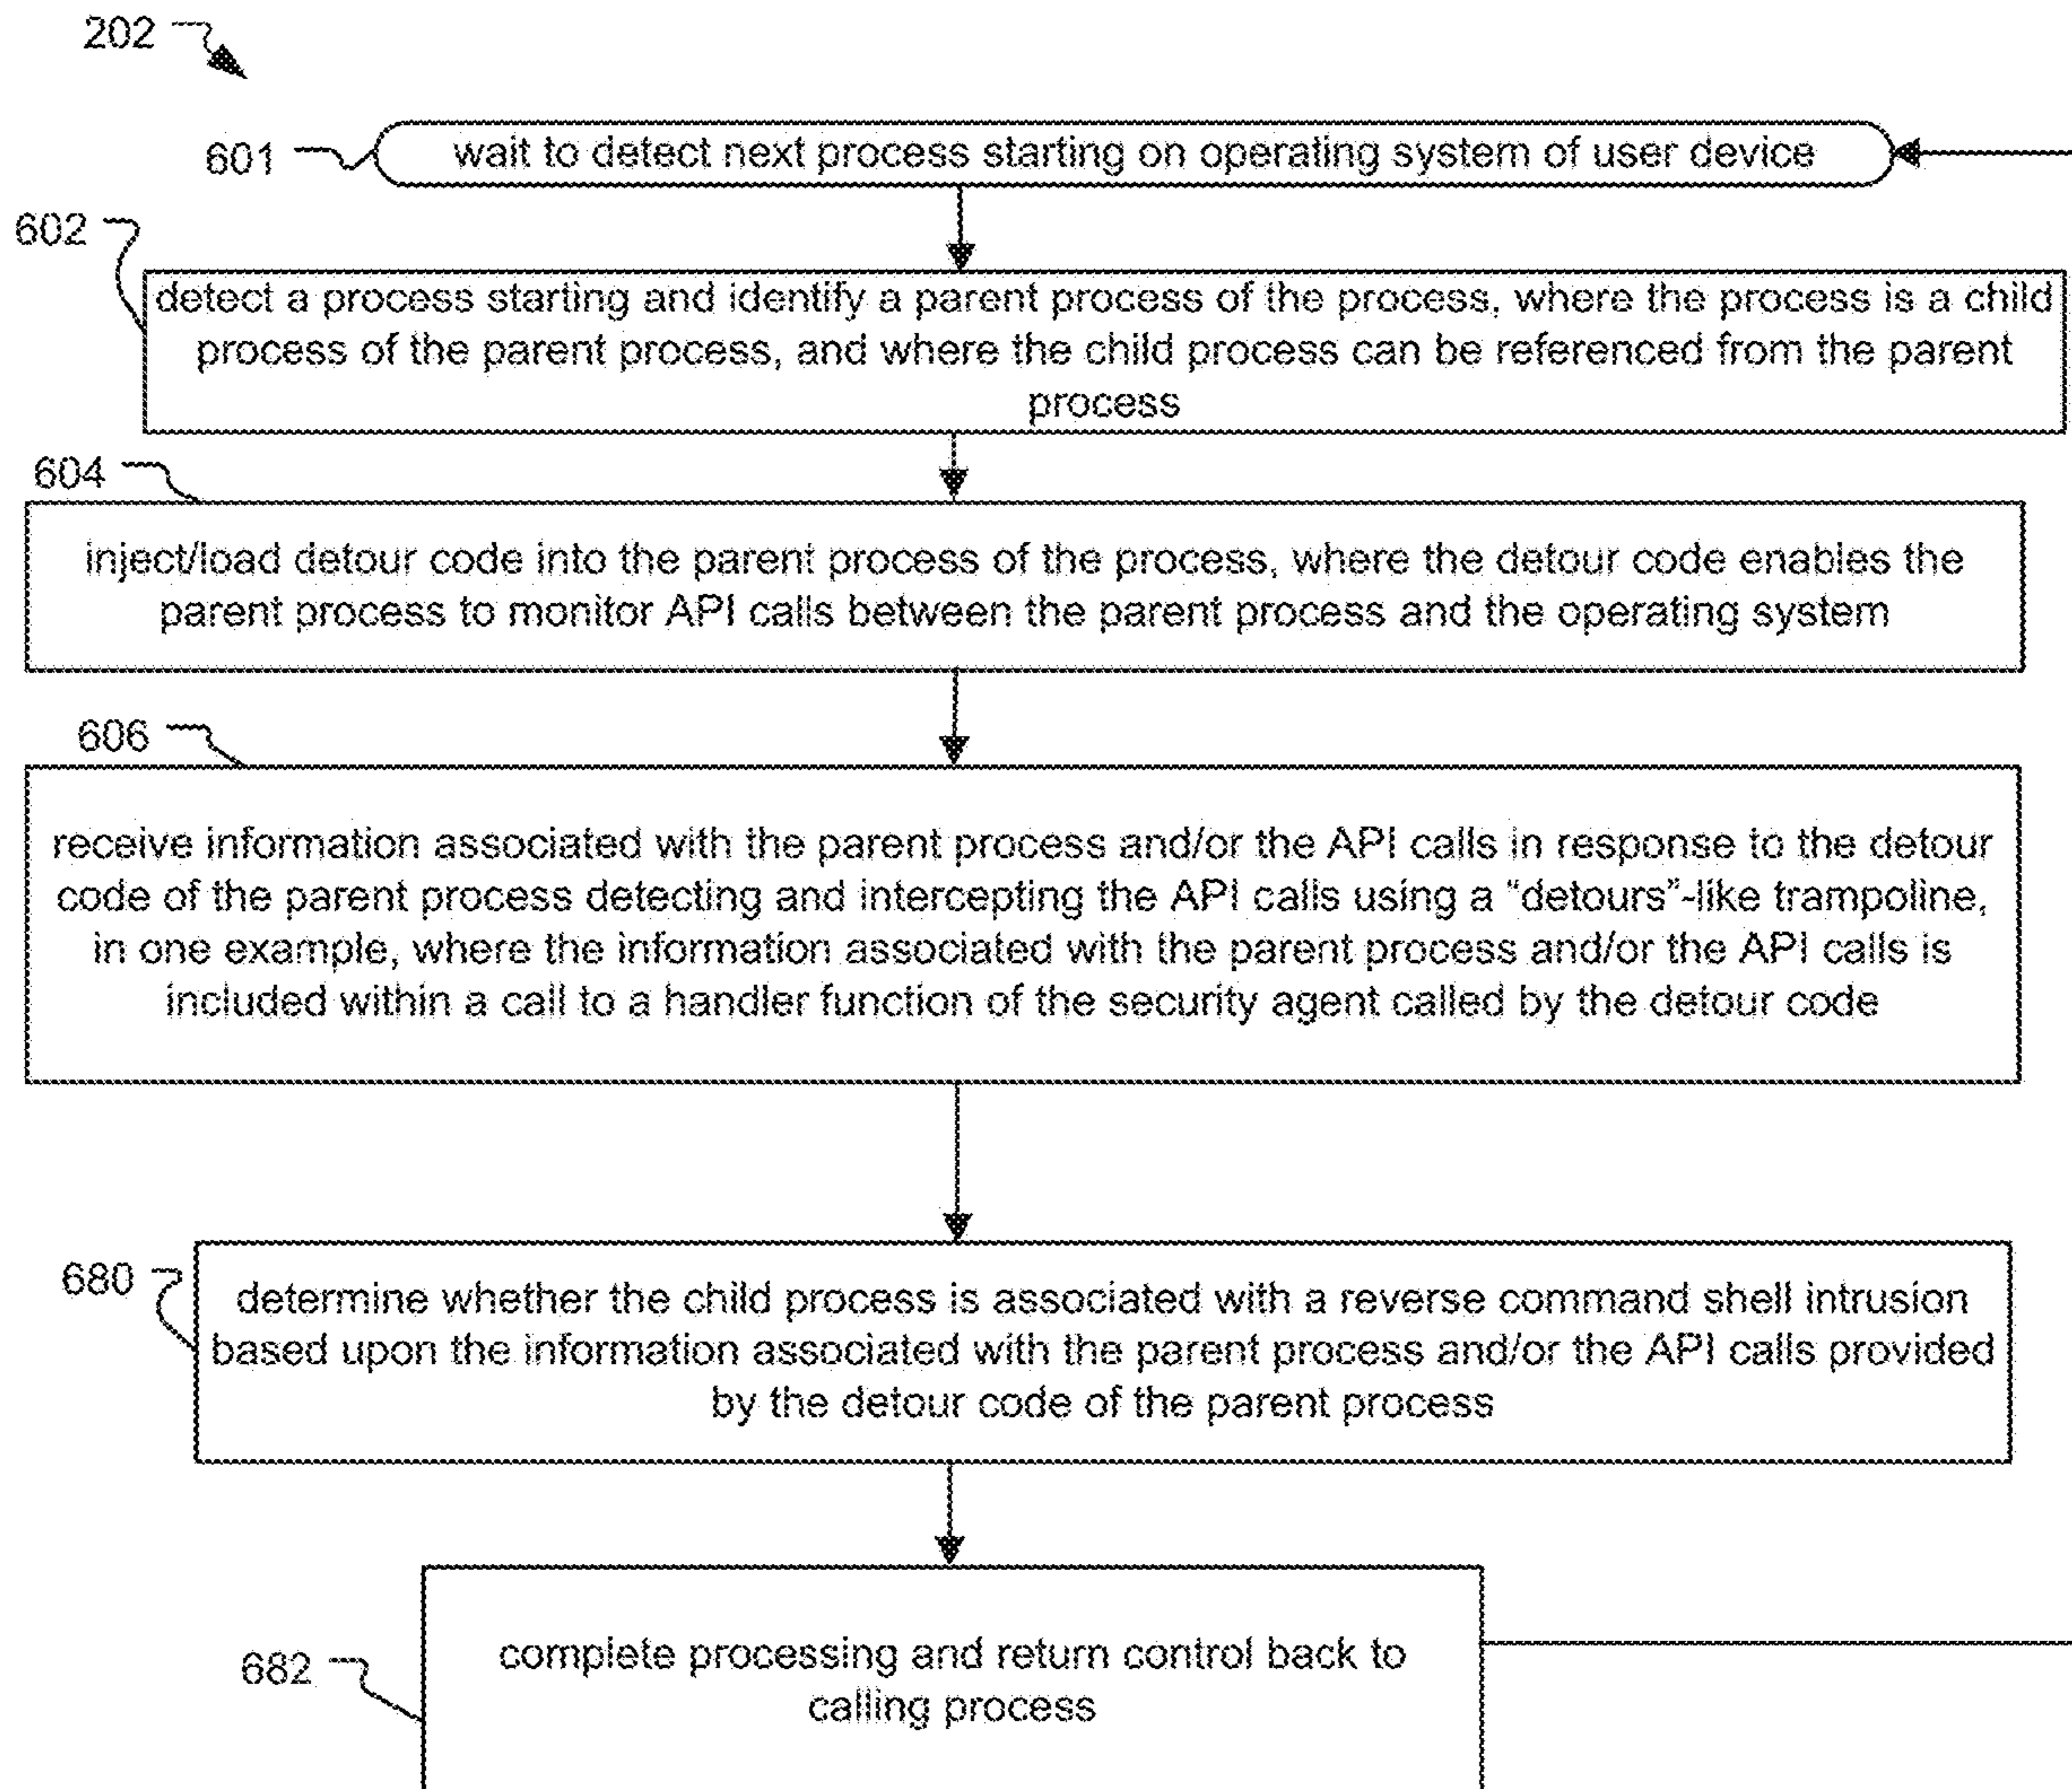 202
601
wait to detect next process starting on operating system of user device
602
detect a process starting and identify a parent process of the process, where the process is a child
process of the parent process, and where the child process can be referenced from the parent
process
604
inject/load detour code into the parent process of the process, where the detour code enables the
parent process to monitor API calls between the parent process and the operating system
606
receive information associated with the parent process and/or the API calls in response to the detour
code of the parent process detecting and intercepting the API calls using a “detours”-like trampoline,
in one example, where the information associated with the parent process and/or the API calls is
included within a call to a handler function of the security agent called by the detour code
680
determine whether the child process is associated with a reverse command shell intrusion
based upon the information associated with the parent process and/or the API calls provided
by the detour code of the parent process
682
complete processing and return control back to
calling process